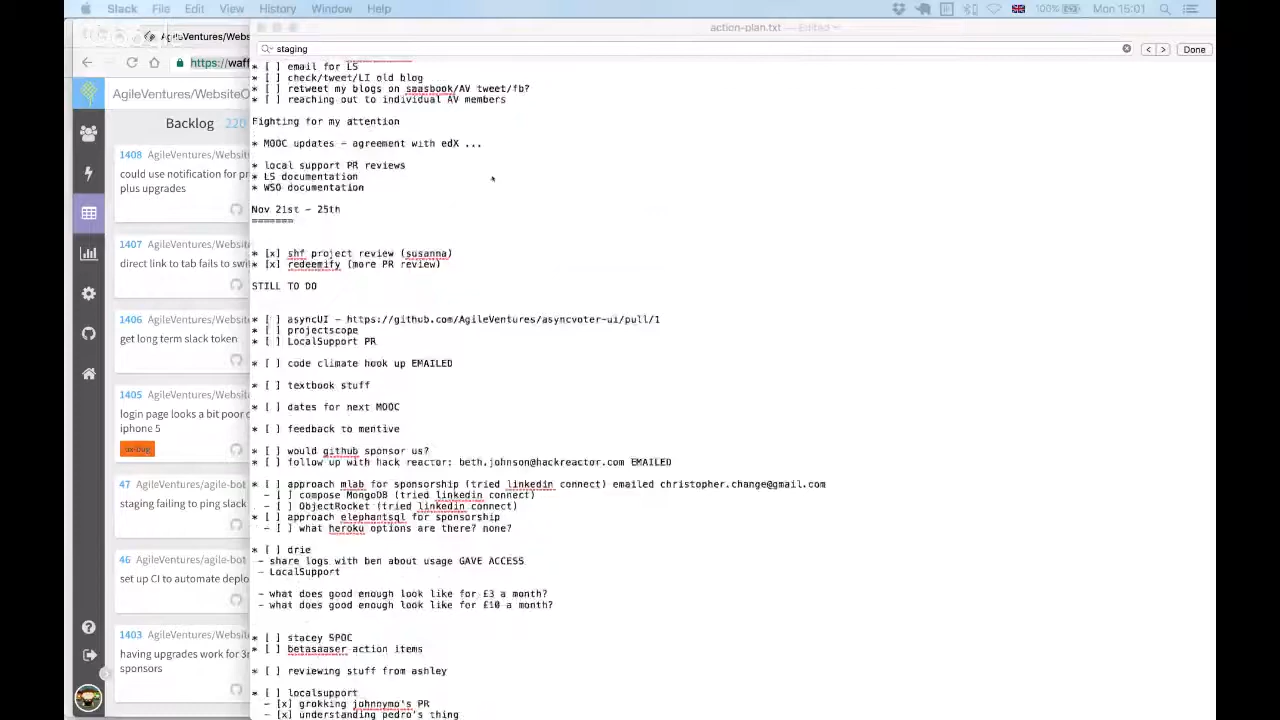 Slack File Edit View History Window Help
100% Mon 15:01
AgileVentures/Webs
action-plan.txt — Edited
https://waff
staging
Done
AgileVentures/WebsiteO
Backlog 220
1408 AgileVentures/Website
could use notification for pr
plus upgrades
1407 AgileVentures/Website
direct link to tab fails to swi
1406 AgileVentures/Website
get long term slack token
1405 AgileVentures/Website
login page looks a bit poor o
iphone 5
ux-bug
47 AgileVentures/agile-bot
staging failing to ping slack
46 AgileVentures/agile-bot
set up CI to automate deplo
1403 AgileVentures/Website
having upgrades work for 3r
sponsors
* [ ] email for LS
* [ ] check/tweet/LI old blog
* [ ] retweet my blogs on saasbook/AV tweet/fb?
* [ ] reaching out to individual AV members
Fighting for my attention
* MOOC updates - agreement with edX ...
* local support PR reviews
* LS documentation
* WSO documentation
Nov 21st - 25th
=======
* [x] shf project review (susanna)
* [x] redeemify (more PR review)
STILL TO DO
* [ ] asyncUI - https://github.com/AgileVentures/asyncvoter-ui/pull/1
* [ ] projectscope
* [ ] LocalSupport PR
* [ ] code climate hook up EMAILED
* [ ] textbook stuff
* [ ] dates for next MOOC
* [ ] feedback to mentive
* [ ] would github sponsor us?
* [ ] follow up with hack reactor: beth.johnson@hackreactor.com EMAILED
* [ ] approach mlab for sponsorship (tried linkedin connect) emailed christopher.change@gmail.com
- [ ] compose MongoDB (tried linkedin connect)
- [ ] ObjectRocket (tried linkedin connect)
* [ ] approach elephantsql for sponsorship
- [ ] what heroku options are there? none?
* [ ] drie
- share logs with ben about usage GAVE ACCESS
- LocalSupport
- what does good enough look like for £3 a month?
- what does good enough look like for £10 a month?
* [ ] stacey SPOC
* [ ] betasaaser action items
* [ ] reviewing stuff from ashley
* [ ] localsupport
- [x] grokking johnnymo's PR
- [x] understanding pedro's thing